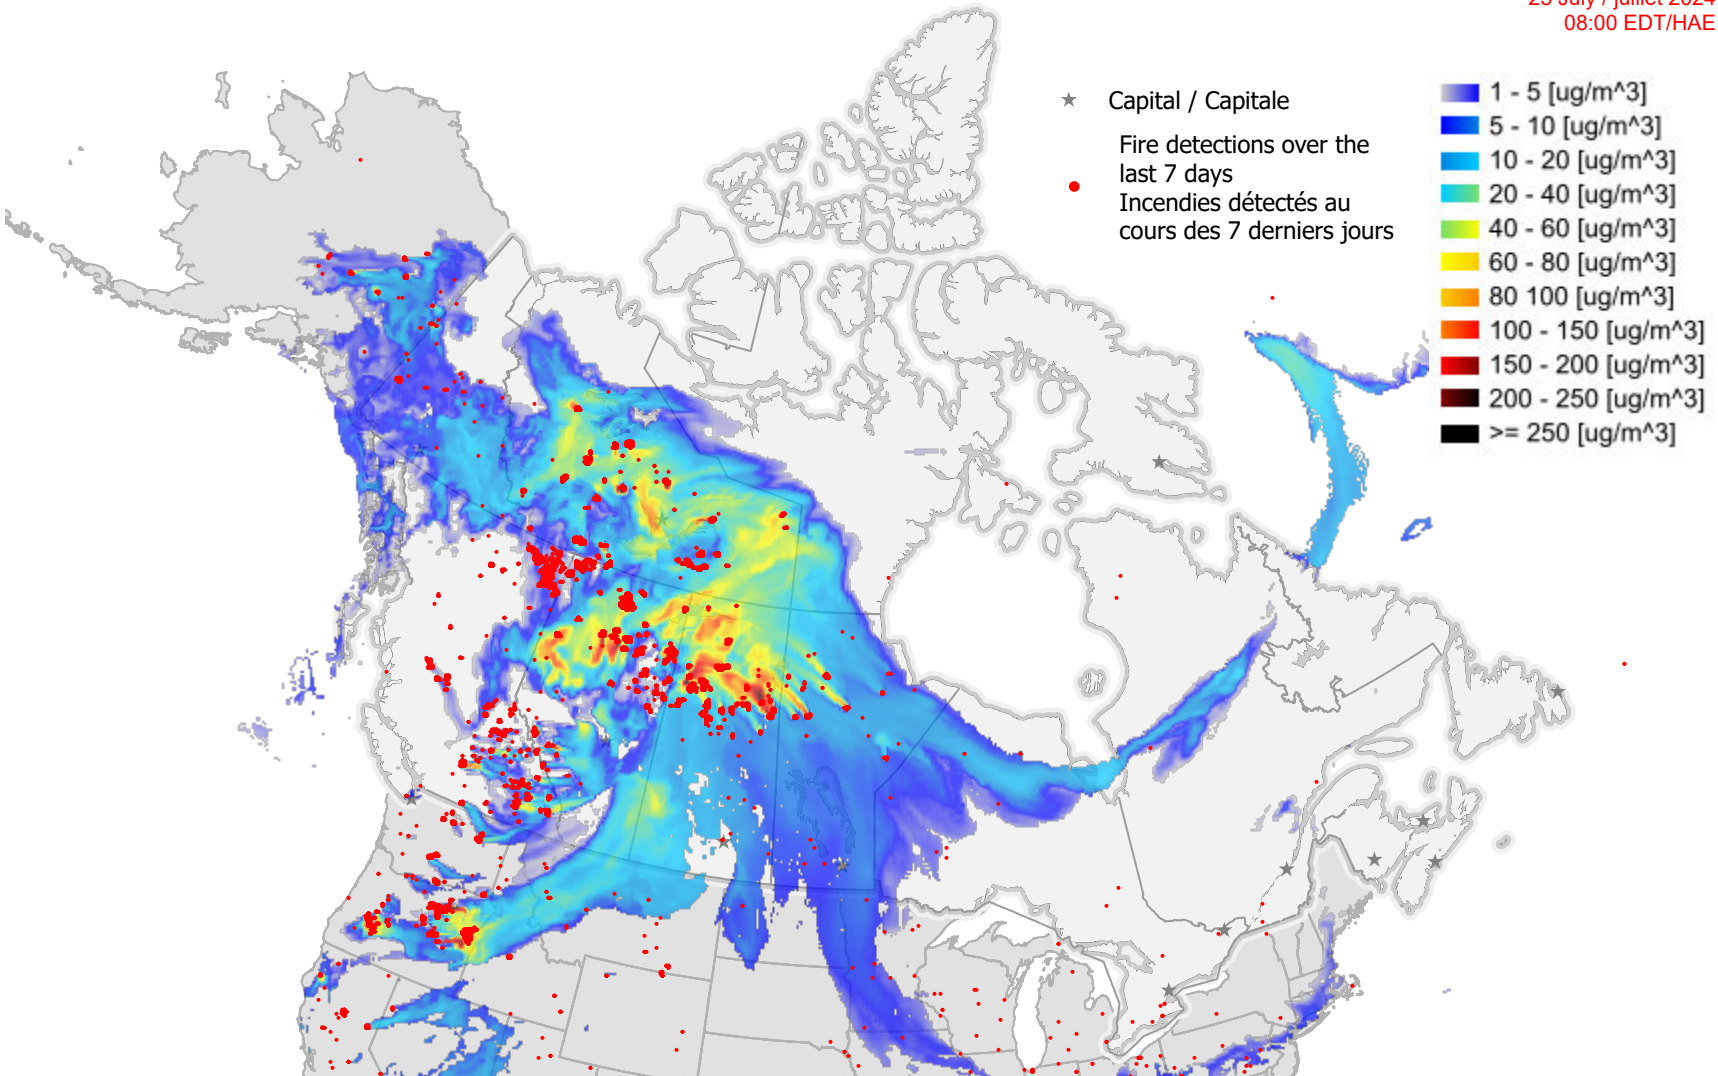 July / juillet 2024
08:00 EDT/HAE
Capital / Capitale
Fire detections over the
last 7 days
Incendies détectés au
cours des 7 derniers jours
1 - 5 [ug/m^3]
5 - 10 [ug/m^3]
10 - 20 [ug/m^3]
20 - 40 [ug/m^3]
40 - 60 [ug/m^3]
60 - 80 [ug/m^3]
80 100 [ug/m^3]
100 - 150 [ug/m^3]
150 - 200 [ug/m^3]
200 - 250 [ug/m^3]
>= 250 [ug/m^3]